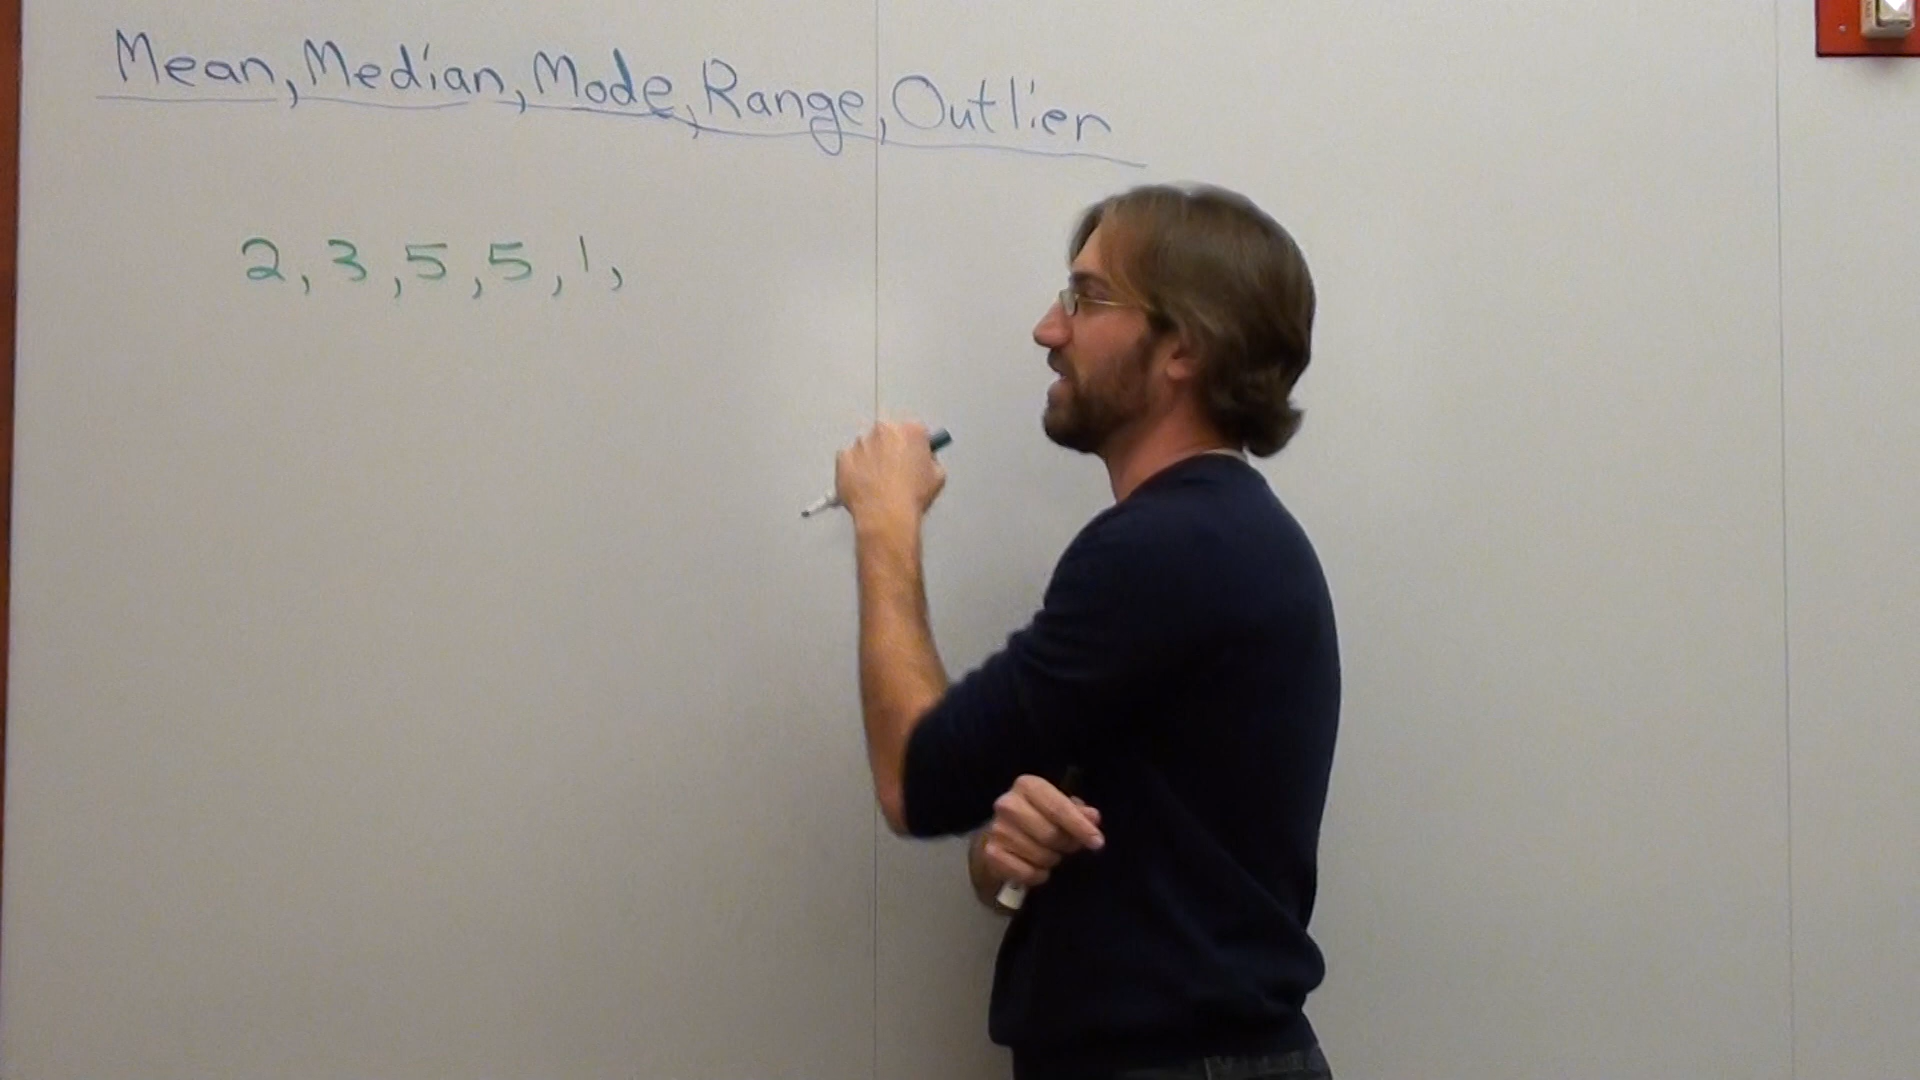 Mean, Median, Mode, Range, Outlier
2, 3, 5, 5, 1,